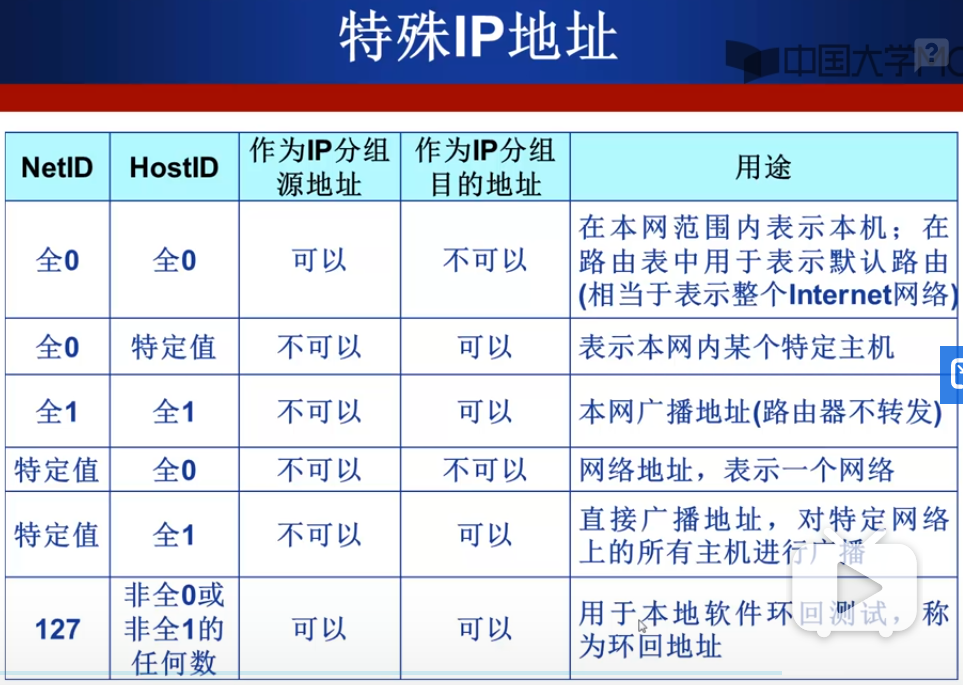 特殊IP地址
中国大学MO
?
NetID HostID 作为IP分组 作为IP分组 用途
源地址 目的地址
全0 全0 可以 不可以 在本网范围内表示本机；在
路由表中用于表示默认路由
(相当于表示整个Internet网络)
全0 特定值 不可以 可以 表示本网内某个特定主机
全1 全1 不可以 可以 本网广播地址(路由器不转发)
特定值 全0 不可以 不可以 网络地址，表示一个网络
特定值 全1 不可以 可以 直接广播地址，对特定网络
上的所有主机进行广播
127 非全0或 可以 可以 用于本地软件环回测试，称
非全1的 为环回地址
任何数